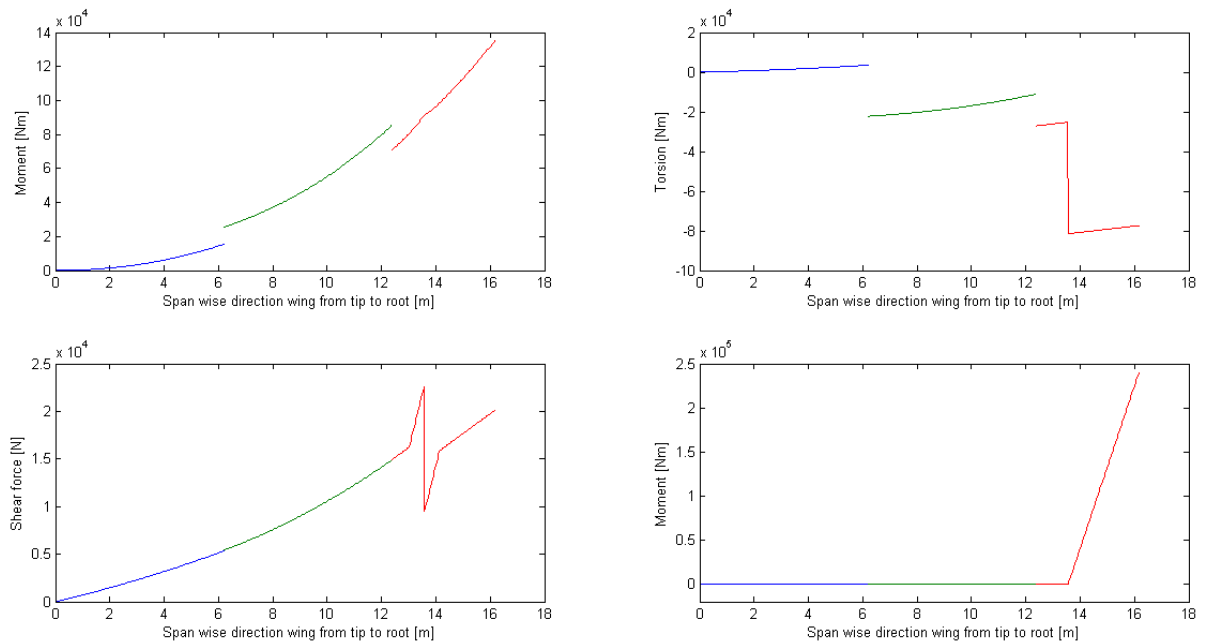 x 10^4
14
12
10
8
6
4
2
0
Moment [Nm]
0 2 4 6 8 10 12 14 16 18
Span wise direction wing from tip to root [m]
x 10^4
2
0
-2
-4
-6
-8
-10
Torsion [Nm]
0 2 4 6 8 10 12 14 16 18
Span wise direction wing from tip to root [m]
x 10^4
2.5
2
1.5
1
0.5
0
Shear force [N]
0 2 4 6 8 10 12 14 16 18
Span wise direction wing from tip to root [m]
x 10^5
2.5
2
1.5
1
0.5
0
Moment [Nm]
0 2 4 6 8 10 12 14 16 18
Span wise direction wing from tip to root [m]